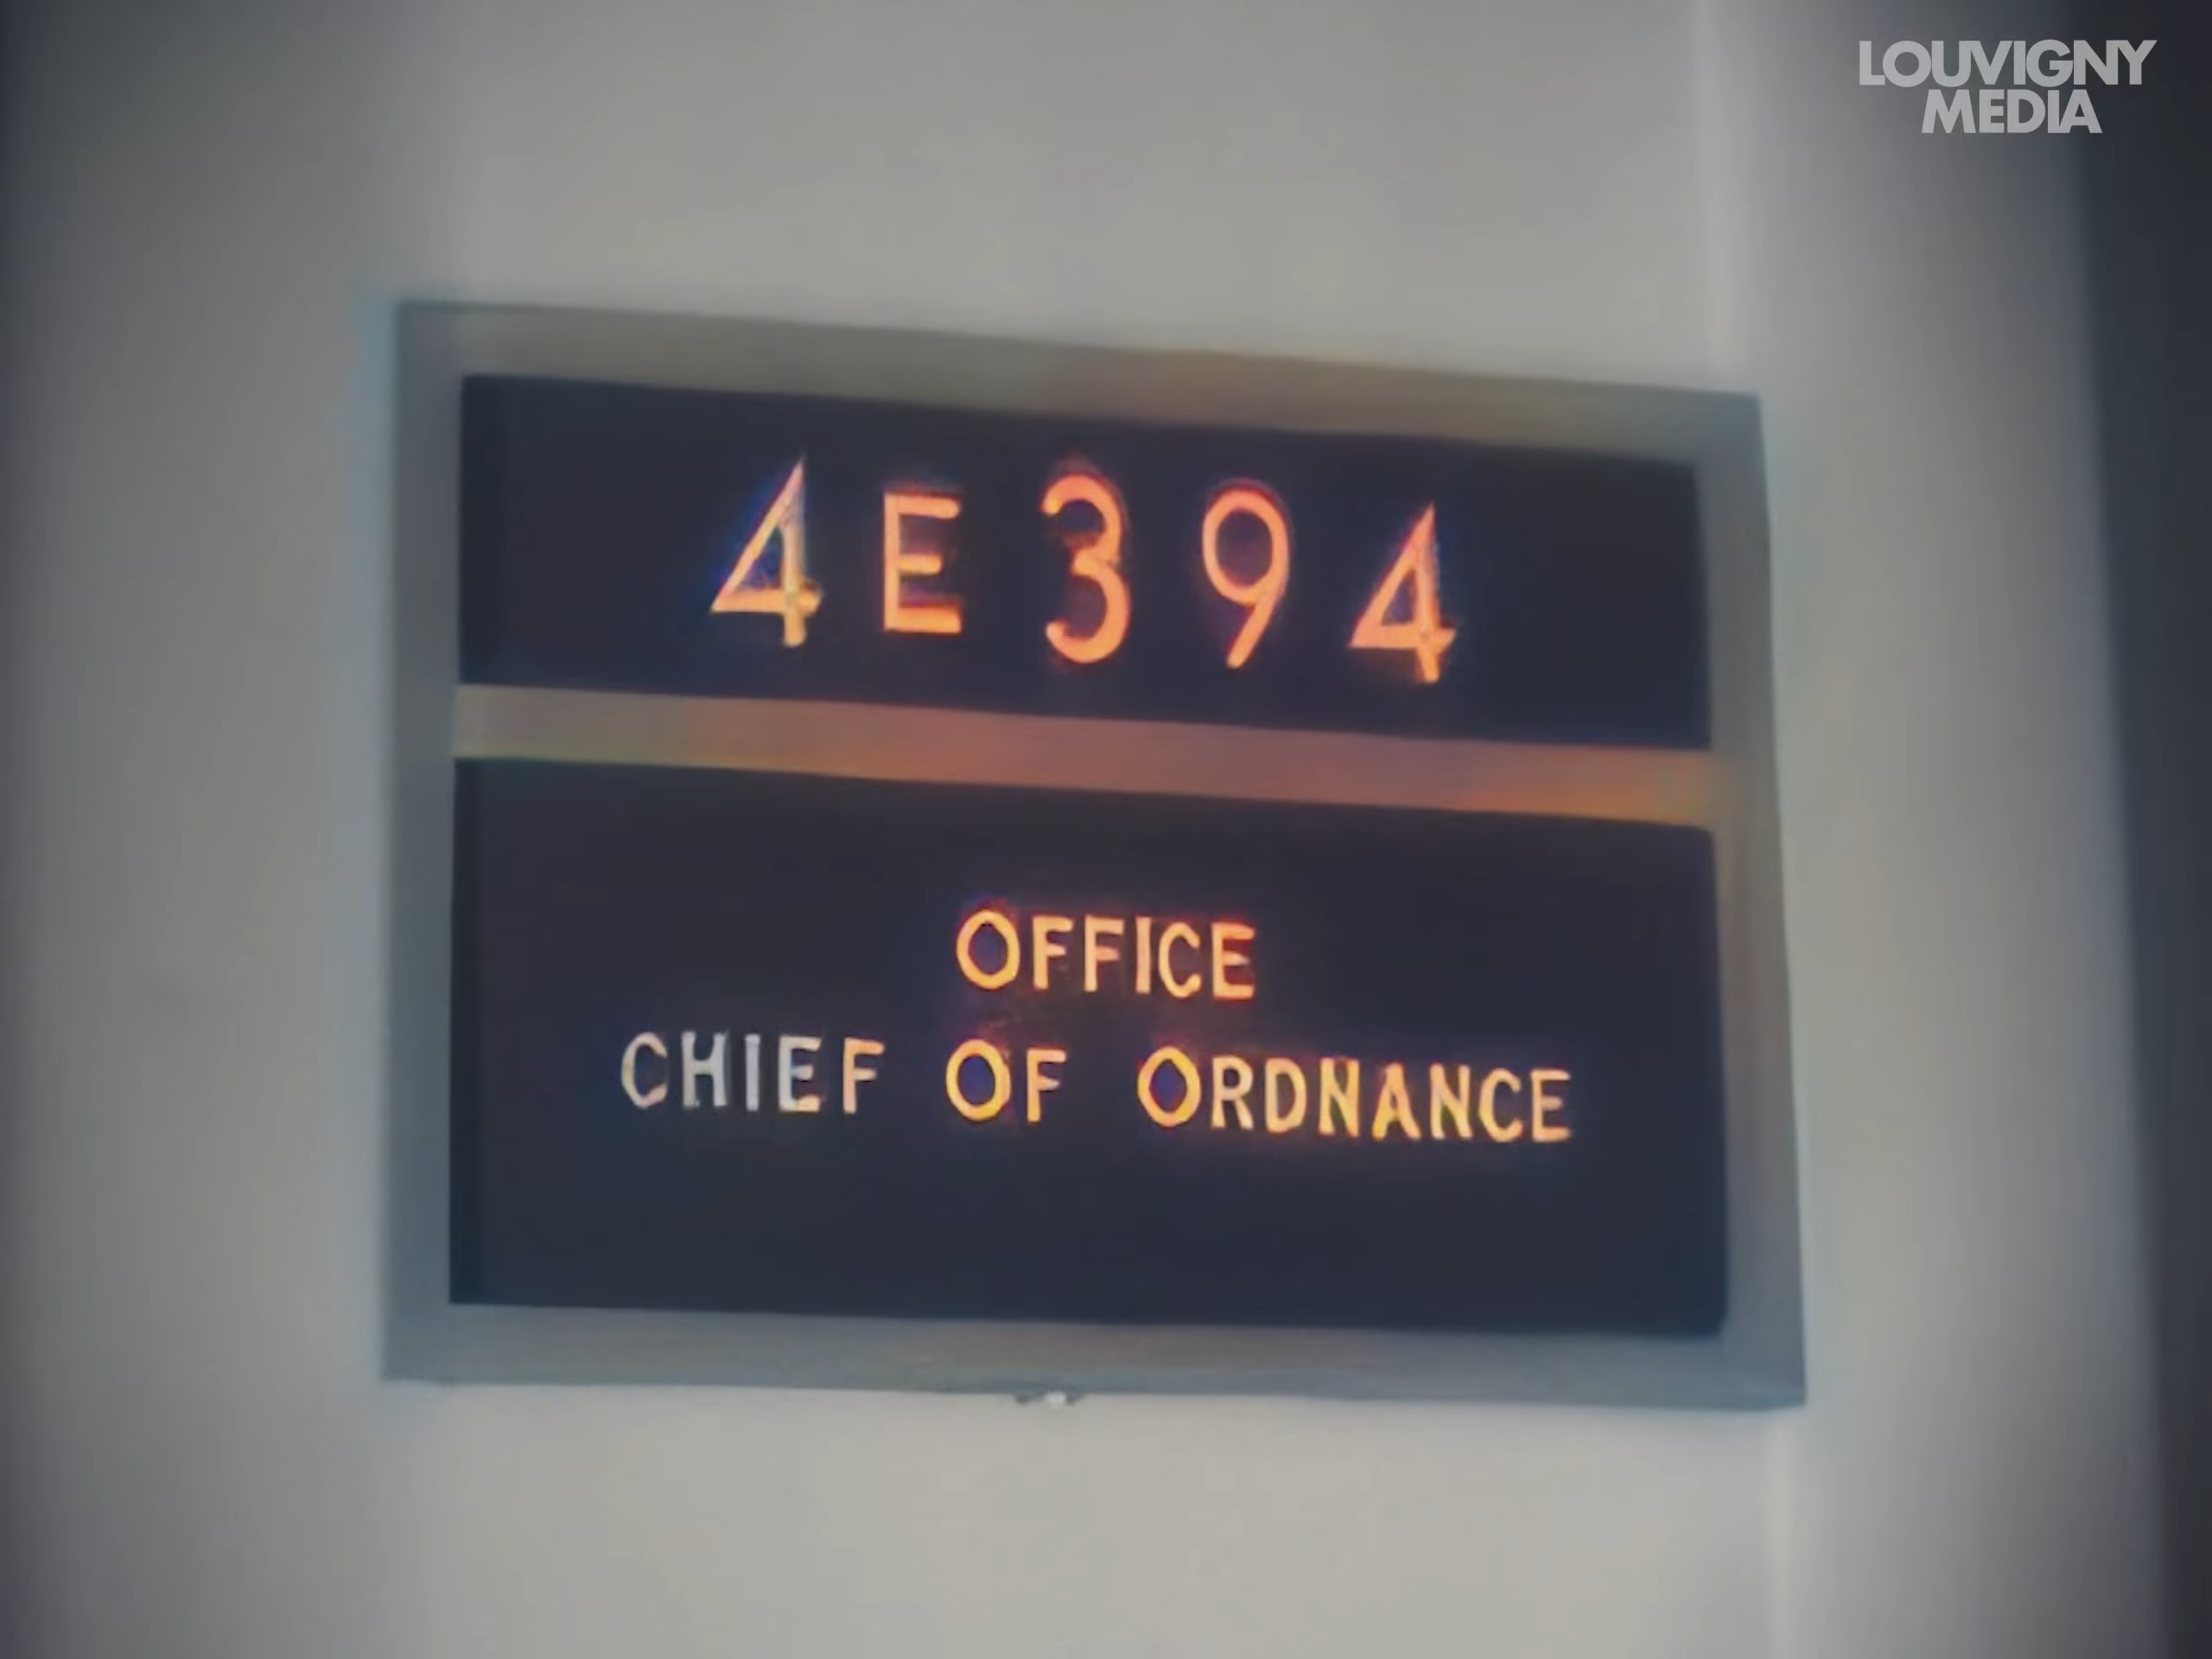 LOUVIGNY
MEDIA
4E394
OFFICE
CHIEF OF ORDNANCE